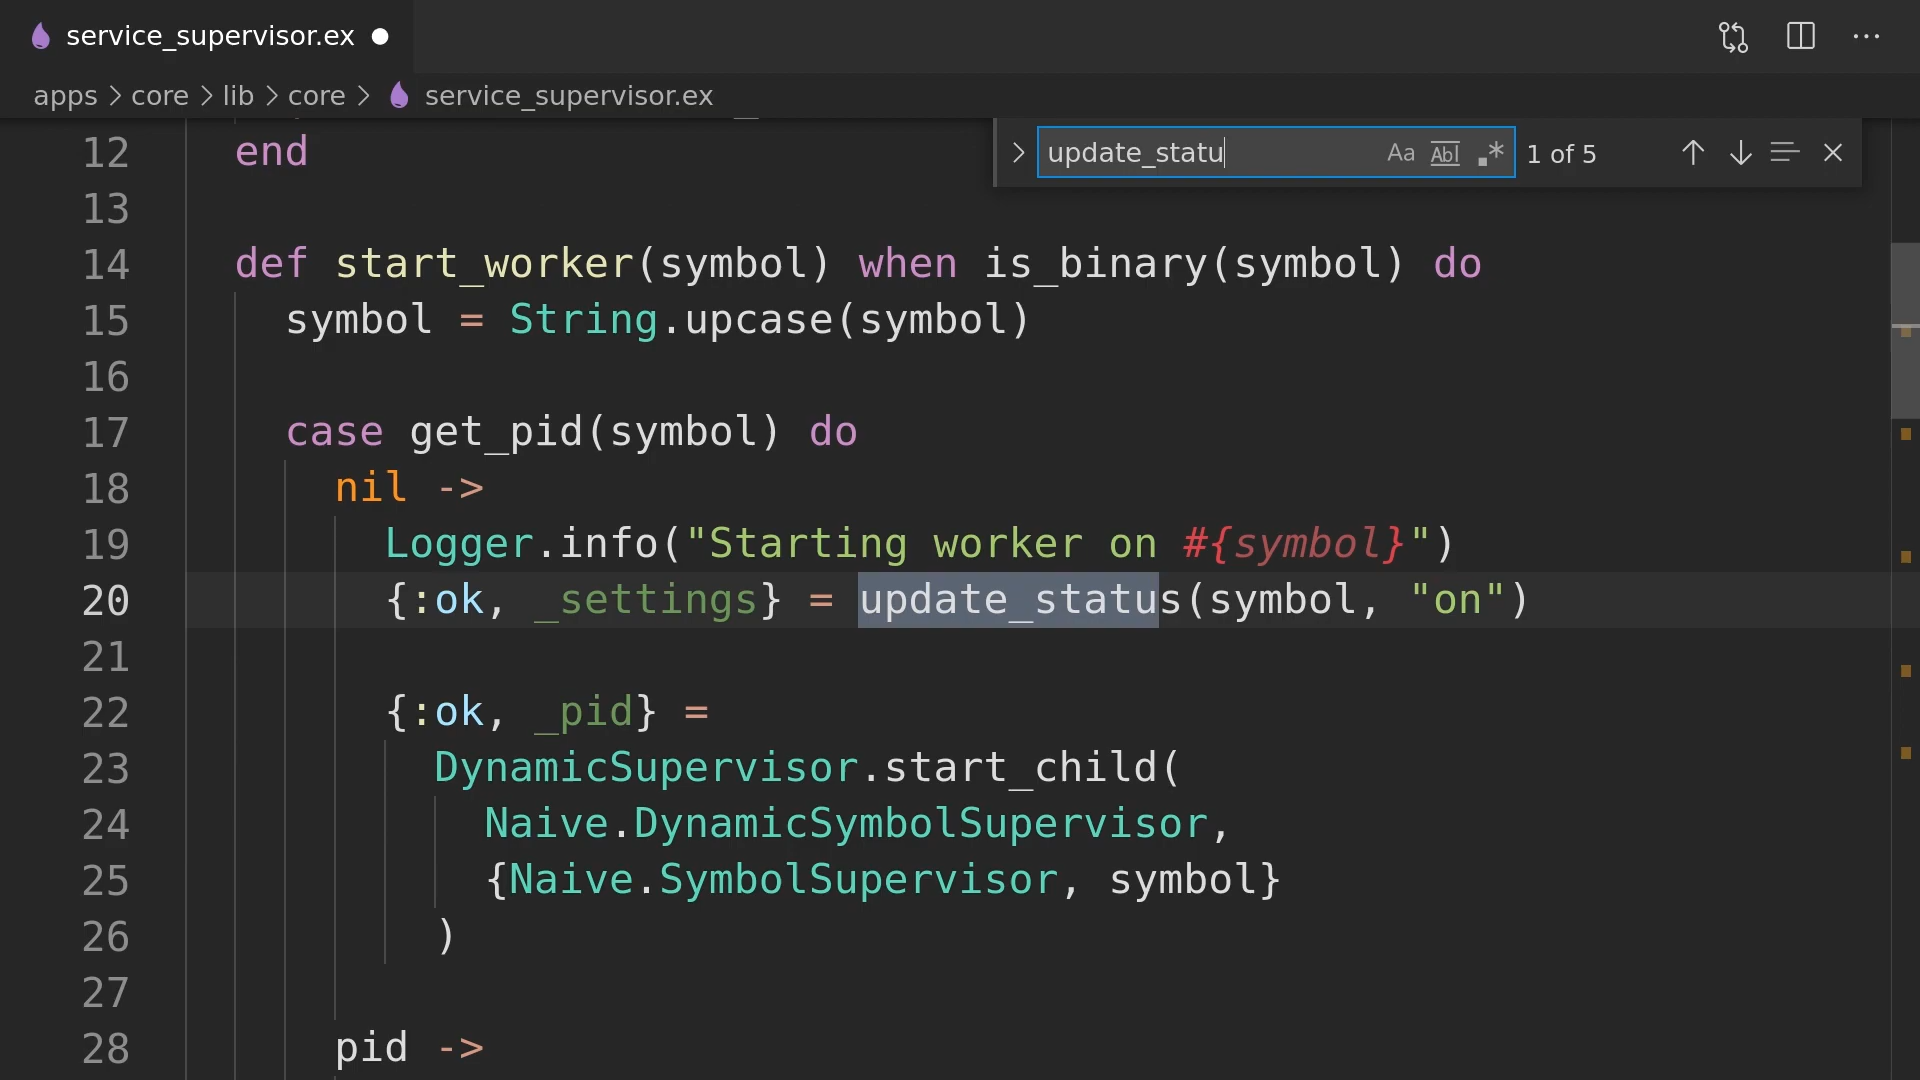 service_supervisor.ex
apps > core > lib > core > service_supervisor.ex
update_statu Aa Abl .* 1 of 5
12 end
13
14 def start_worker(symbol) when is_binary(symbol) do
15 symbol = String.upcase(symbol)
16
17 case get_pid(symbol) do
18 nil ->
19 Logger.info("Starting worker on #{symbol}")
20 {:ok, _settings} = update_status(symbol, "on")
21
22 {:ok, _pid} =
23 DynamicSupervisor.start_child(
24 Naive.DynamicSymbolSupervisor,
25 {Naive.SymbolSupervisor, symbol}
26 )
27
28 pid ->